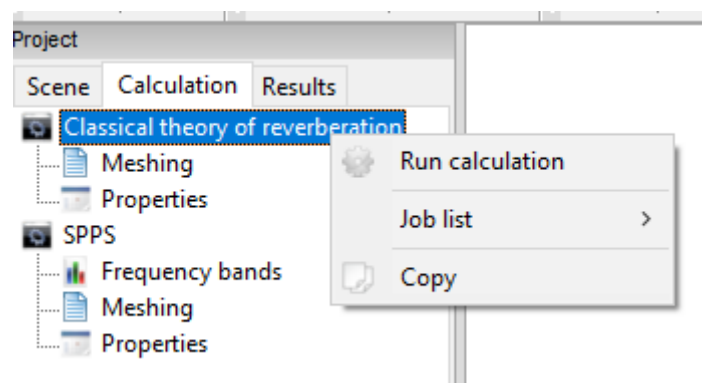 Project
Scene Calculation Results
Classical theory of reverberation
Meshing
Properties
SPPS
Frequency bands
Meshing
Properties
Run calculation
Job list
Copy